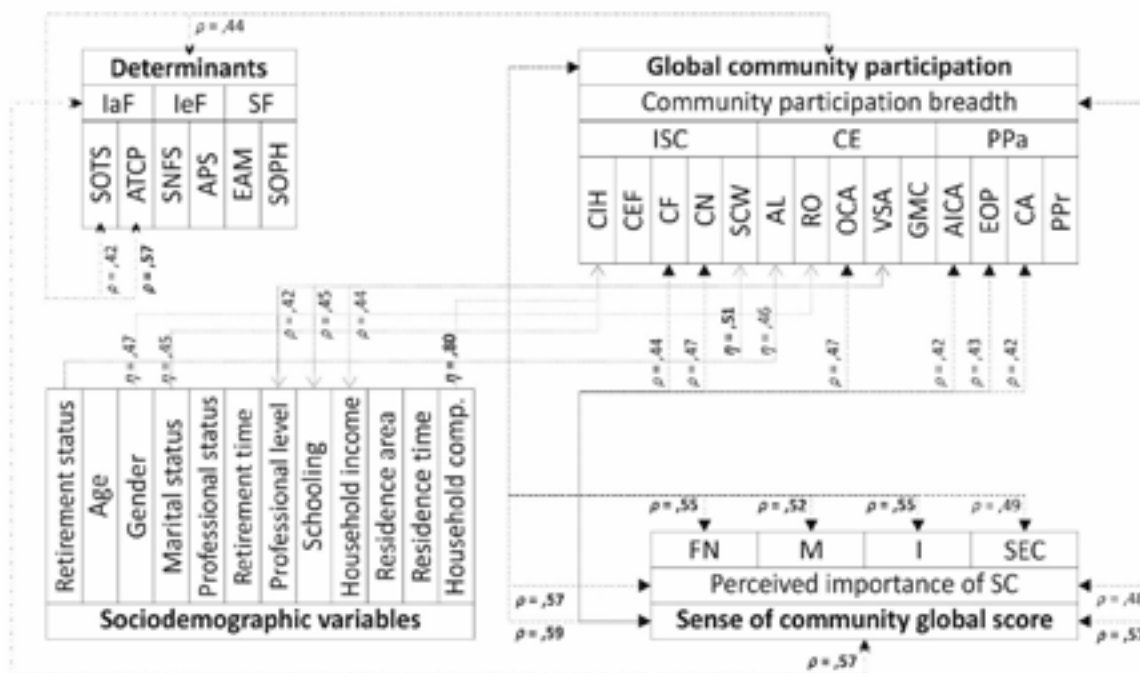 ρ = ,44
Determinants
IaF IeF SF
SOTS ATCP SNFS APS EAM SOPH
ρ = ,42 ρ = ,57
Global community participation
Community participation breadth
ISC CE PPa
CIH CEF CF CN SCW AL RO OCA VSA GMC AICA EOP CA PPr
ρ = ,42 ρ = ,45 ρ = ,44
η = ,47 η = ,45 η = ,80
ρ = ,44 ρ = ,47 η = ,51 η = ,46 ρ = ,47 ρ = ,42 ρ = ,43 ρ = ,42
Retirement status
Age
Gender
Marital status
Professional status
Retirement time
Professional level
Schooling
Household income
Residence area
Residence time
Household comp.
Sociodemographic variables
ρ = ,55 ρ = ,52 ρ = ,55 ρ = ,49
FN M I SEC
Perceived importance of SC
Sense of community global score
ρ = ,57
ρ = ,59
ρ = ,57